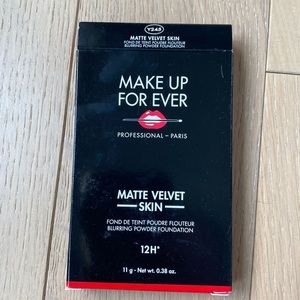 Y245
MATTE VELVET SKIN
FOND DE TEINT POUDRE FLOUTEUR
BLURRING POWDER FOUNDATION
MAKE UP
FOR EVER
PROFESSIONAL – PARIS
MATTE VELVET
SKIN
FOND DE TEINT POUDRE FLOUTEUR
BLURRING POWDER FOUNDATION
12H*
11 g - Net wt. 0.38 oz.